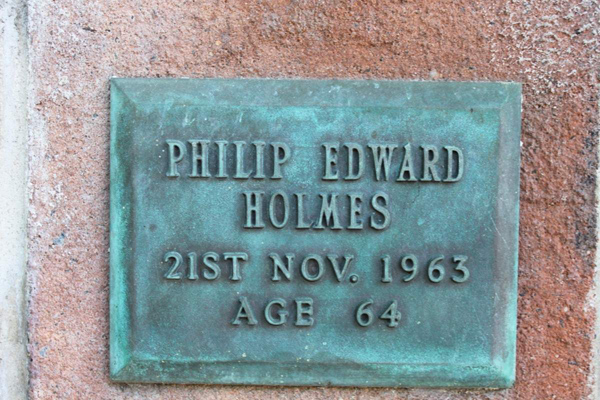 PHILIP EDWARD
HOLMES
21ST NOV. 1963
AGE 64